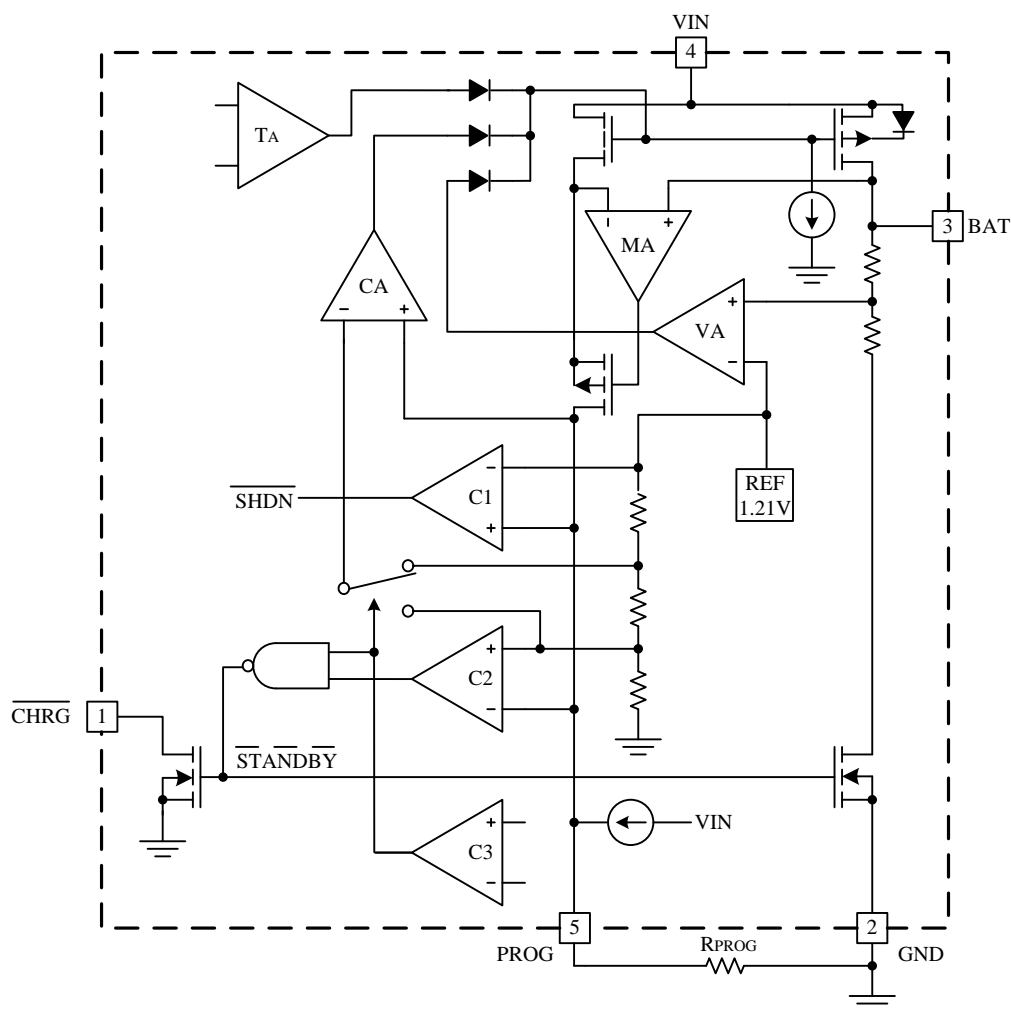 VIN
4
TA
3 BAT
MA
- +
CA
- +
+
VA
-
-
C1
+
SHDN
REF
1.21V
+
C2
-
CHRG 1
STANDBY
+
C3
-
VIN
5
2
PROG
RPROG
GND